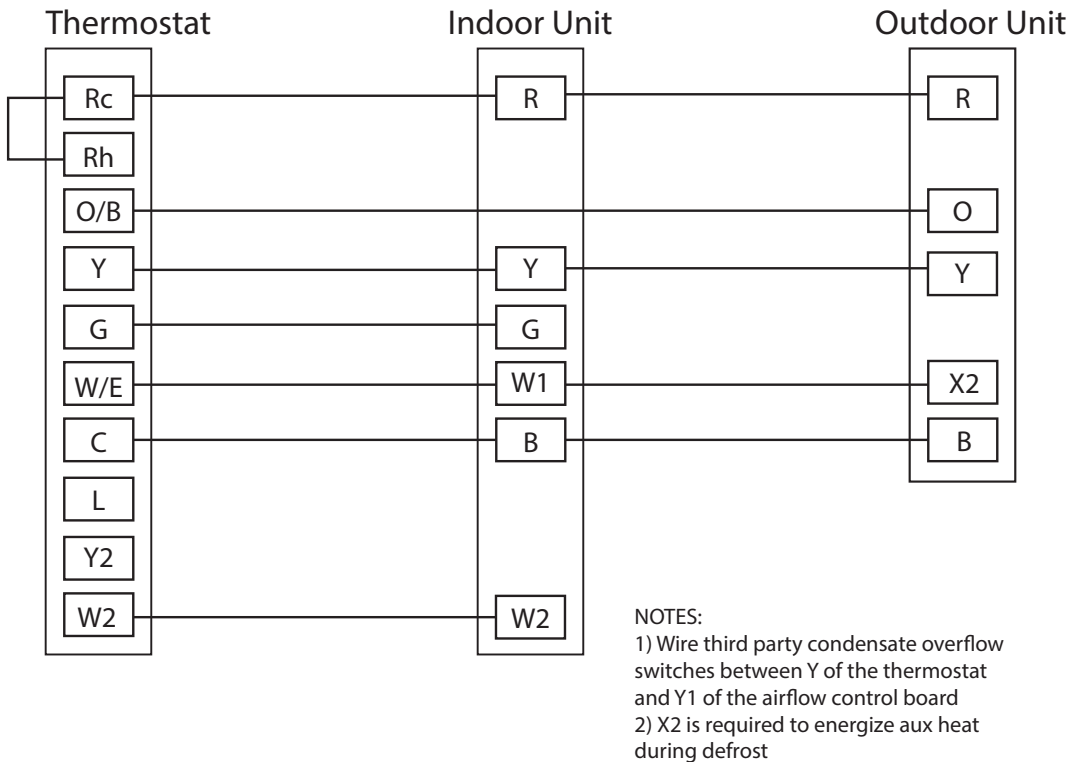 Thermostat Indoor Unit Outdoor Unit
Rc R R
Rh
O/B O
Y Y Y
G G
W/E W1 X2
C B B
L
Y2
W2 W2
NOTES:
1) Wire third party condensate overflow
switches between Y of the thermostat
and Y1 of the airflow control board
2) X2 is required to energize aux heat
during defrost